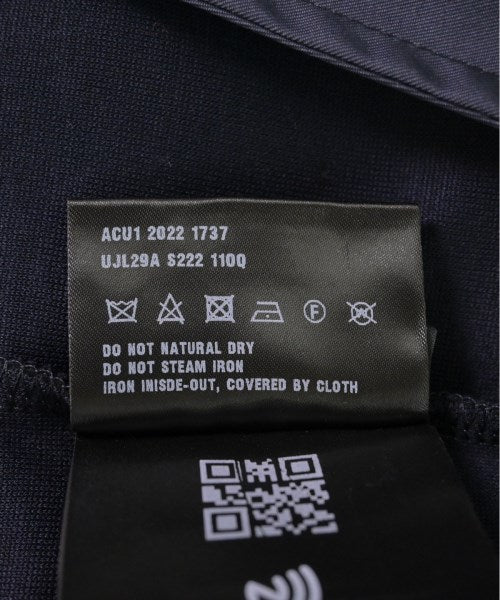 ACU1 2022 1737
UJL29A S222 110Q
F W
DO NOT NATURAL DRY
DO NOT STEAM IRON
IRON INISDE-OUT, COVERED BY CLOTH
2